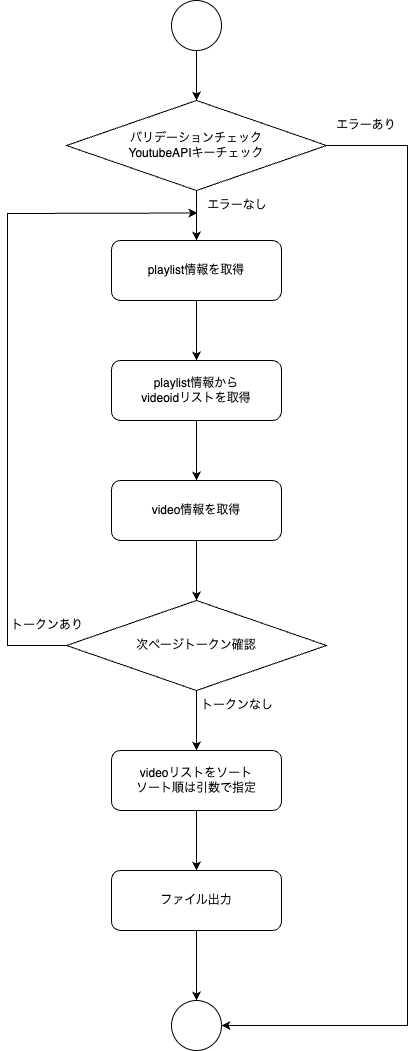 エラーあり
バリデーションチェック
YoutubeAPIキーチェック
エラーなし
playlist情報を取得
playlist情報から
videoidリストを取得
video情報を取得
トークンあり
次ページトークン確認
トークンなし
videoリストをソート
ソート順は引数で指定
ファイル出力